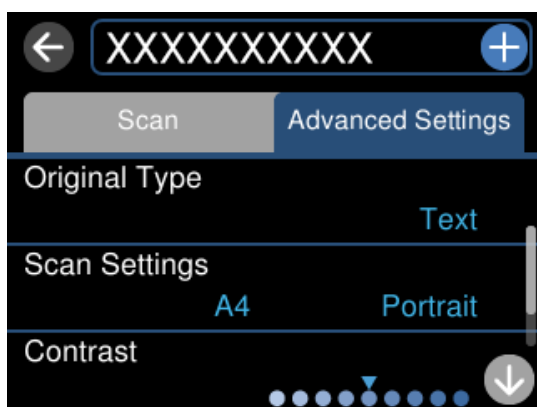 XXXXXXXXXX
Scan Advanced Settings
Original Type
Text
Scan Settings
A4 Portrait
Contrast